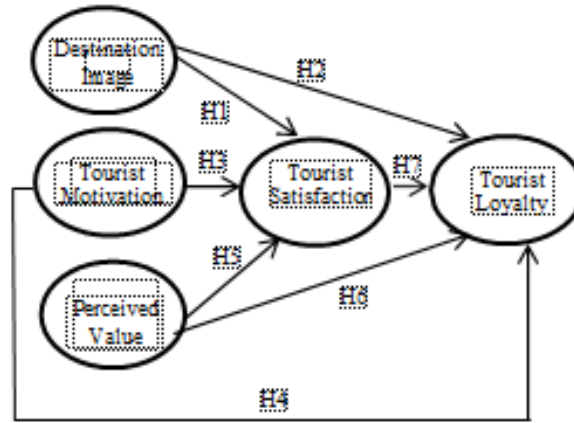 Destination
Image
H2
H1
Tourist
Motivation
H3
Tourist
Satisfaction
H7
Tourist
Loyalty
H5
Perceived
Value
H6
H4